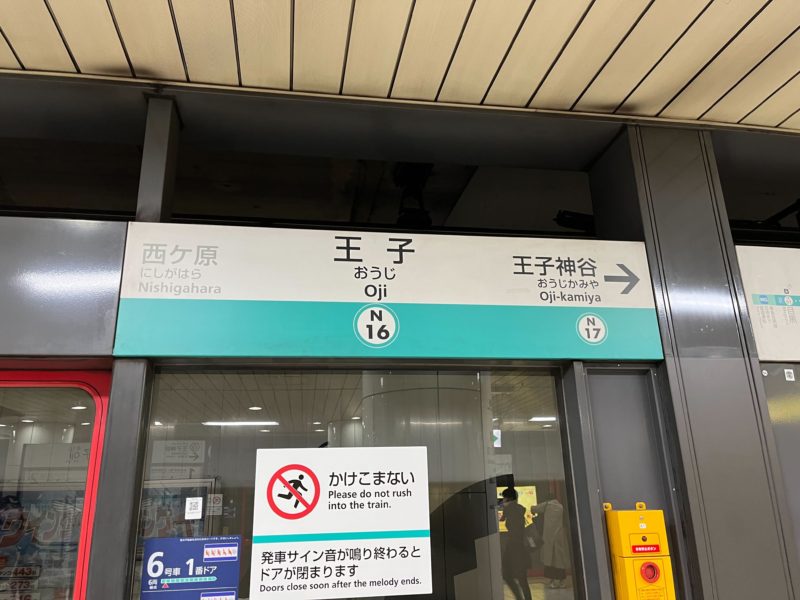 西ケ原
にしがはら
Nishigahara
王子
おうじ
Oji
N
16
王子神谷
おうじかみや
Oji-kamiya
N
17
かけこまない
Please do not rush
into the train.
発車サイン音が鳴り終わると
ドアが閉まります
Doors close soon after the melody ends.
6号車 1番ドア